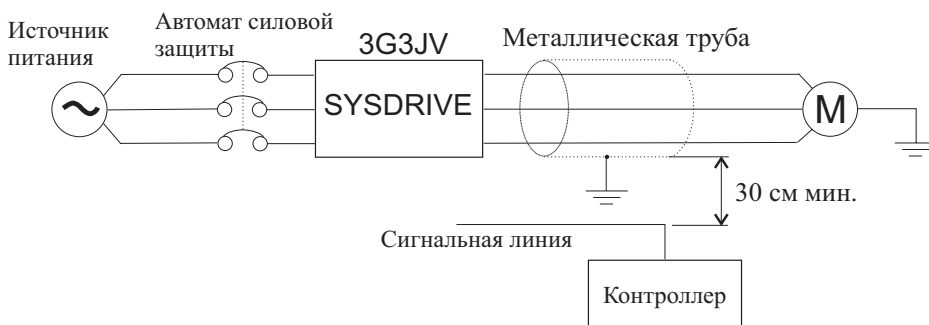 Источник
питания
Автомат силовой
защиты
3G3JV
SYSDRIVE
Металлическая труба
M
30 см мин.
Сигнальная линия
Контроллер